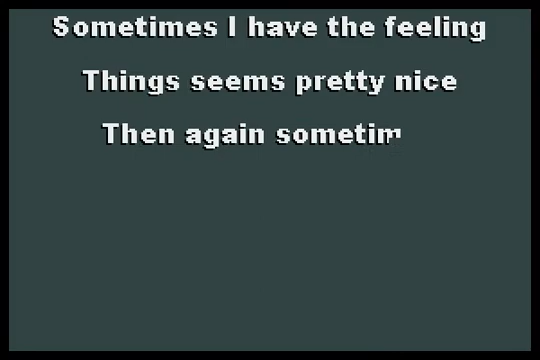 Sometimes I have the feeling
Things seems pretty nice
Then again sometim